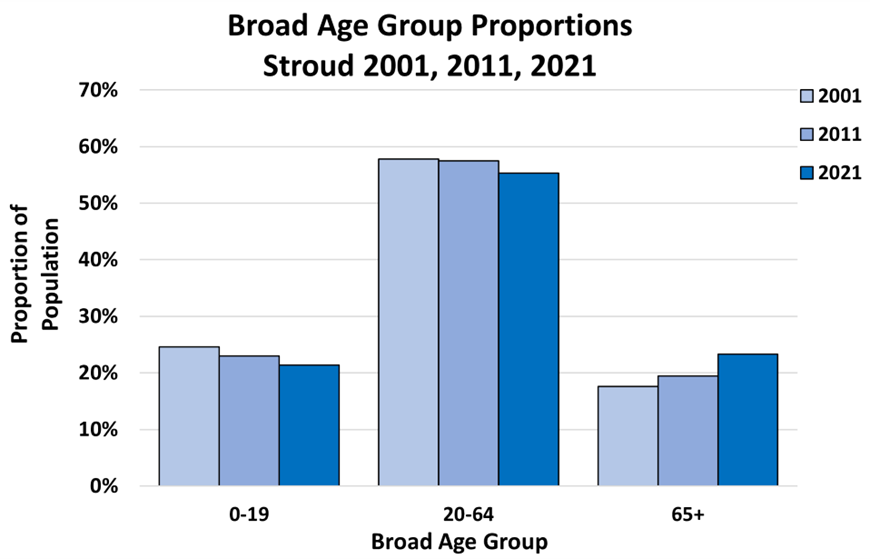 Broad Age Group Proportions
Stroud 2001, 2011, 2021
70%
60%
50%
40%
30%
20%
10%
0%
Proportion of
Population
2001
2011
2021
0-19
20-64
65+
Broad Age Group